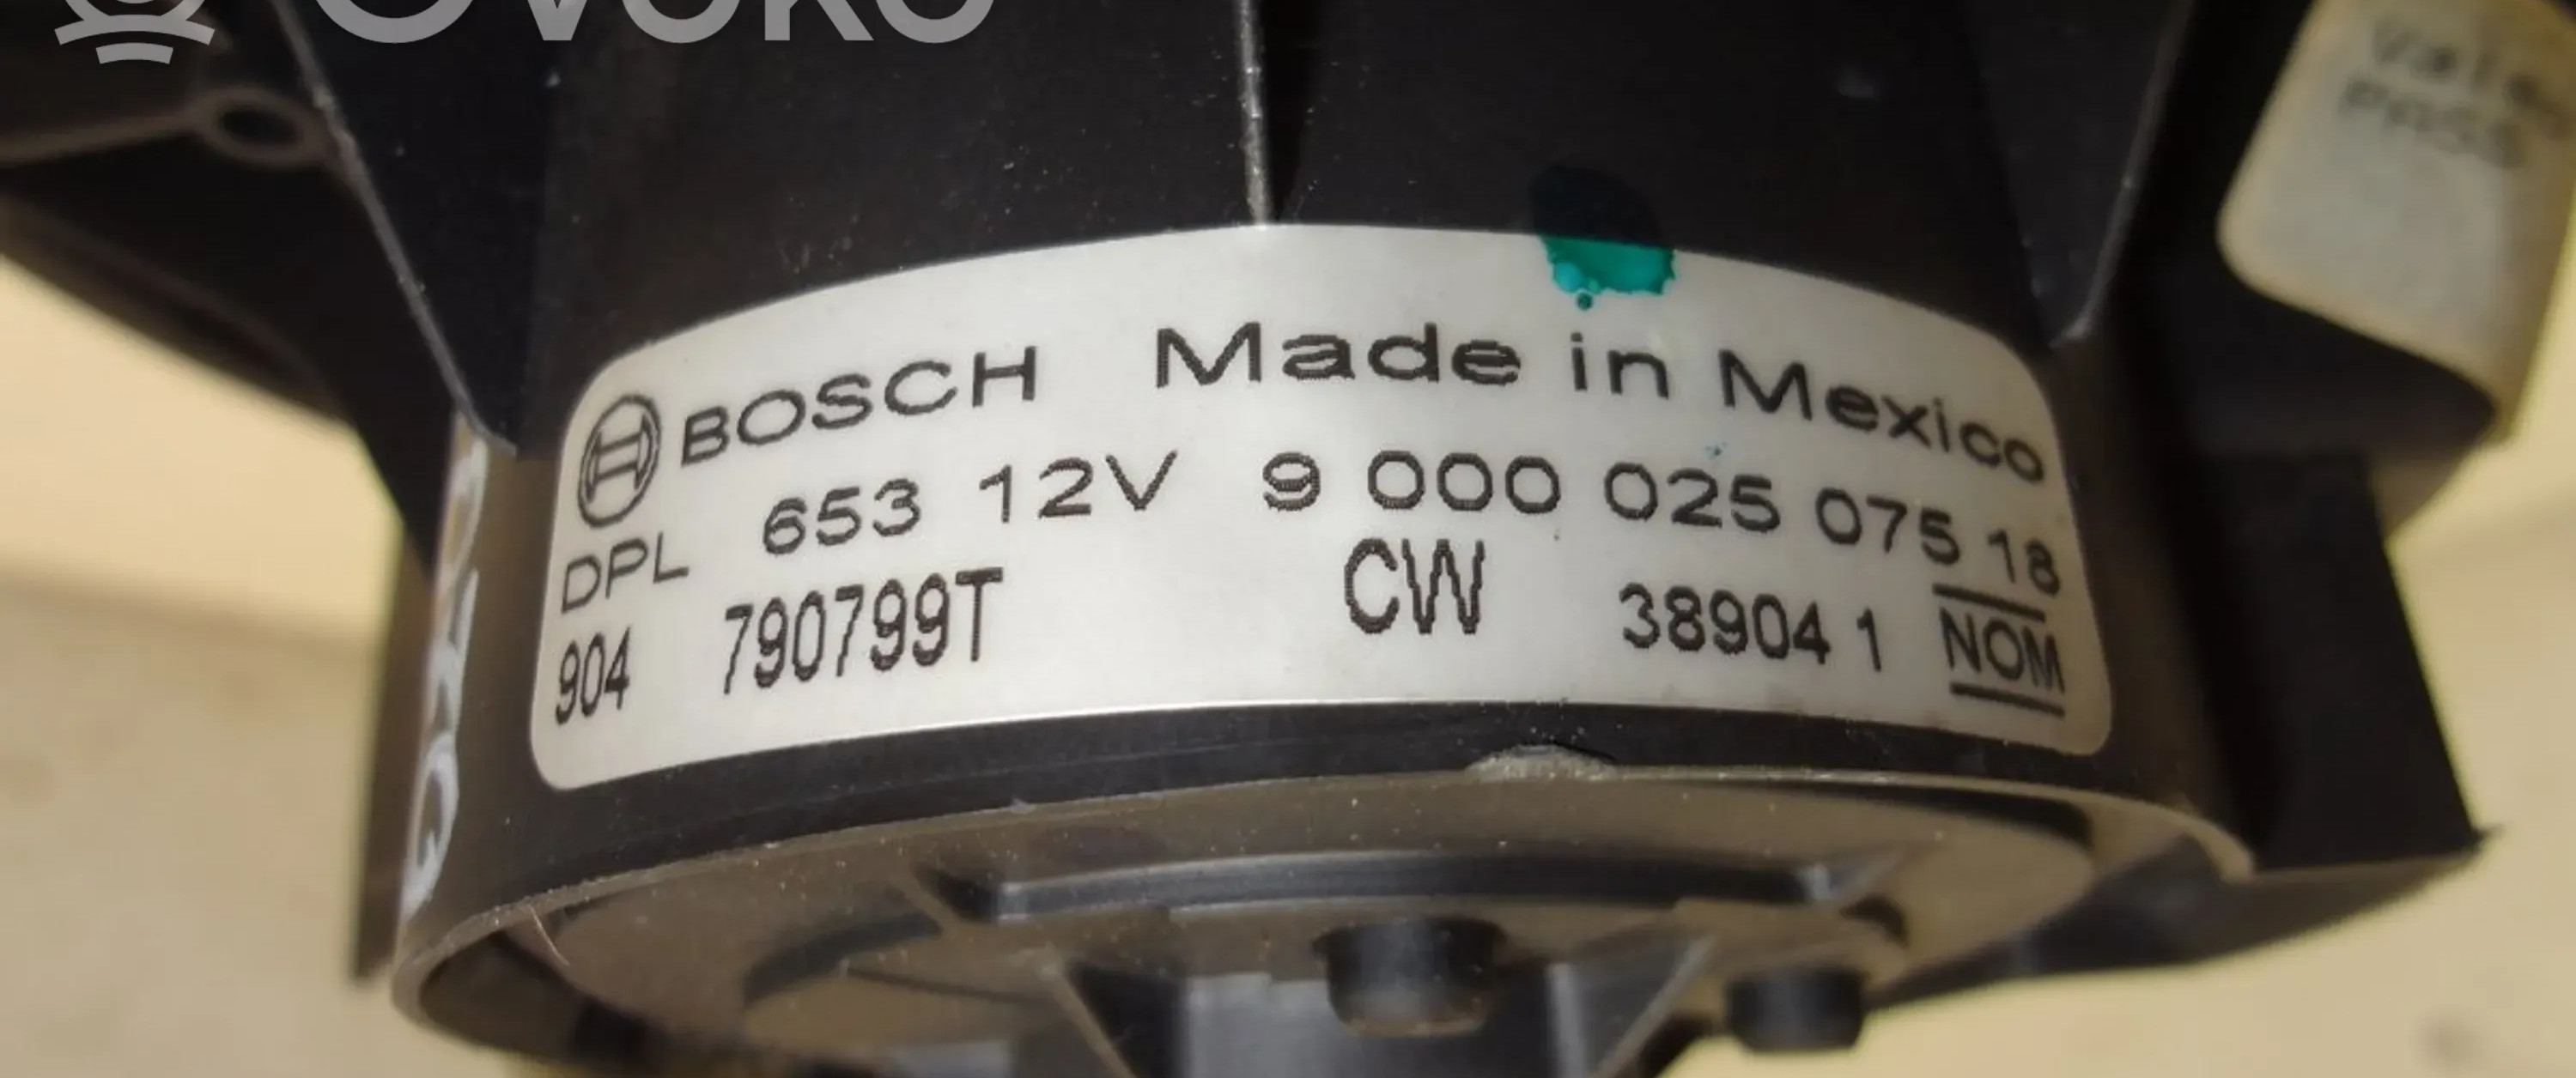 BOSCH Made in Mexico
DPL 653 12V 9 000 025 075 18
904 790799T CW 38904 1 NOM